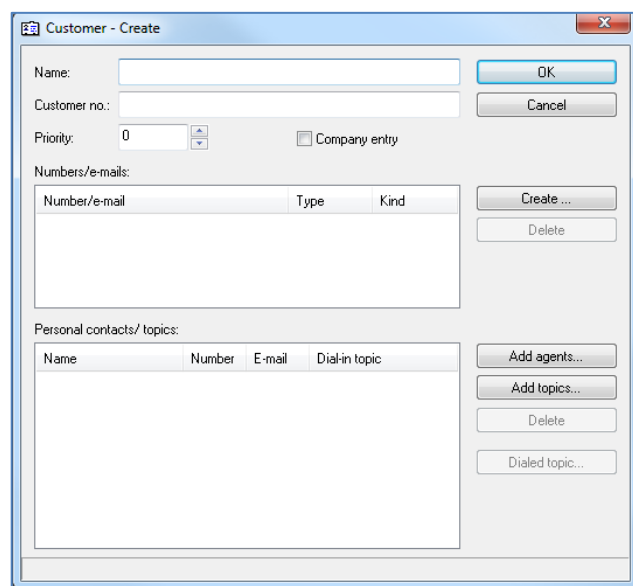 Customer - Create
Name:
OK
Customer no.:
Cancel
Priority: 0 Company entry
Numbers/e-mails:
Number/e-mail Type Kind
Create ...
Delete
Personal contacts/ topics:
Name Number E-mail Dial-in topic
Add agents...
Add topics...
Delete
Dialed topic...